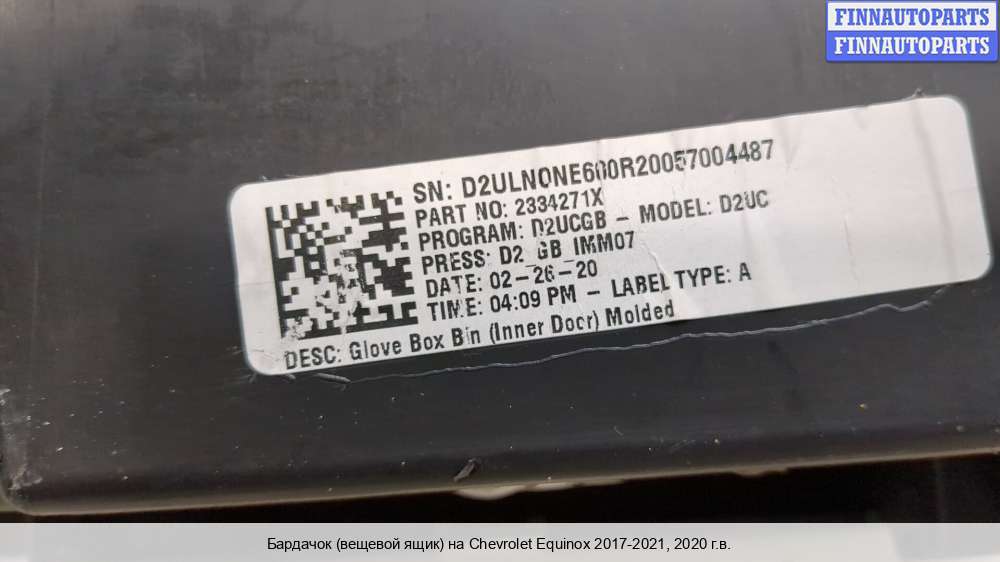 FINNAUTOPARTS
FINNAUTOPARTS
SN: D2ULN0NE600R20057004487
PART NO: 2334271X
PROGRAM: D2UCGB - MODEL: D2UC
PRESS: D2_GB_IMM07
DATE: 02-26-20
TIME: 04:09 PM - LABEL TYPE: A
DESC: Glove Box Bin (Inner Door) Molded
Бардачок (вещевой ящик) на Chevrolet Equinox 2017-2021, 2020 г.в.